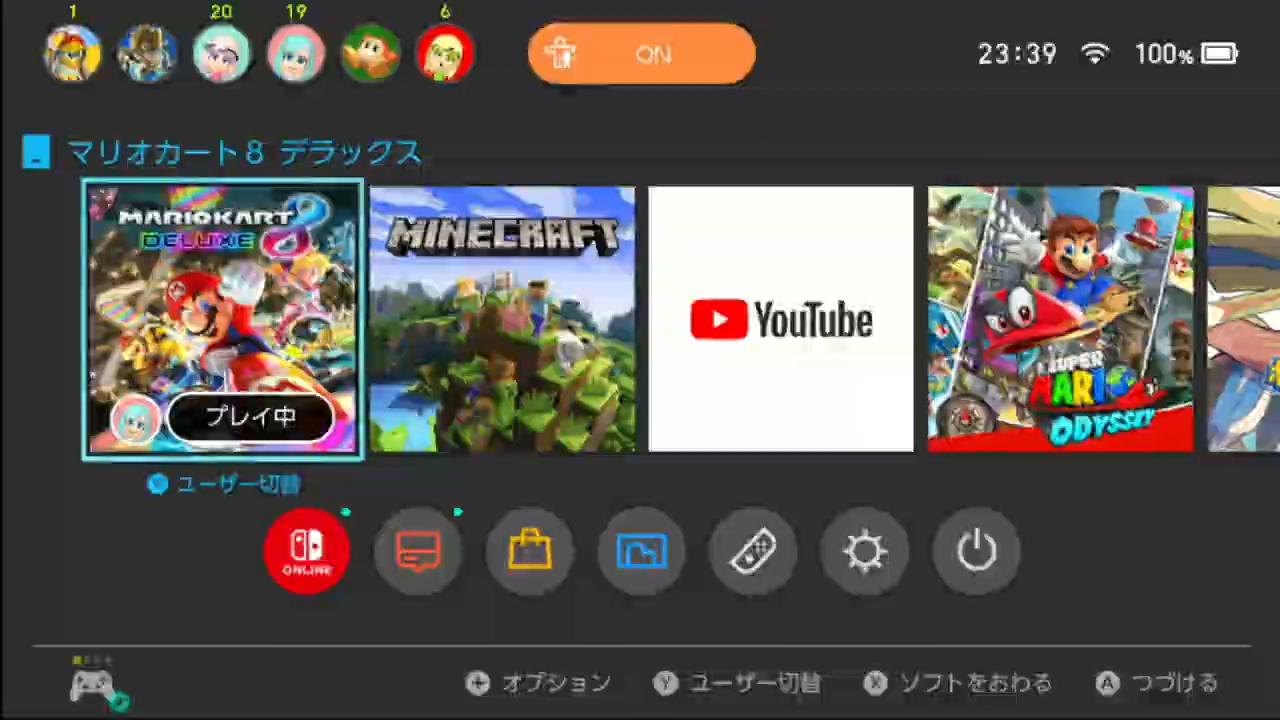 1 20 19 6
ON 23:39 100%
マリオカート8 デラックス
MARIOKART 8
DELUXE
MINECRAFT
YouTube
SUPER
MARIO
ODYSSEY
プレイ中
ユーザー切替
ONLINE
オプション Y ユーザー切替 X ソフトをおわる A つづける